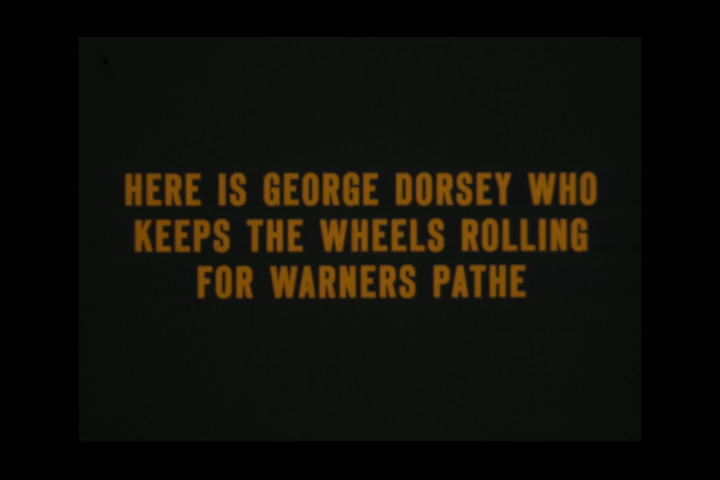 HERE IS GEORGE DORSEY WHO
KEEPS THE WHEELS ROLLING
FOR WARNERS PATHE